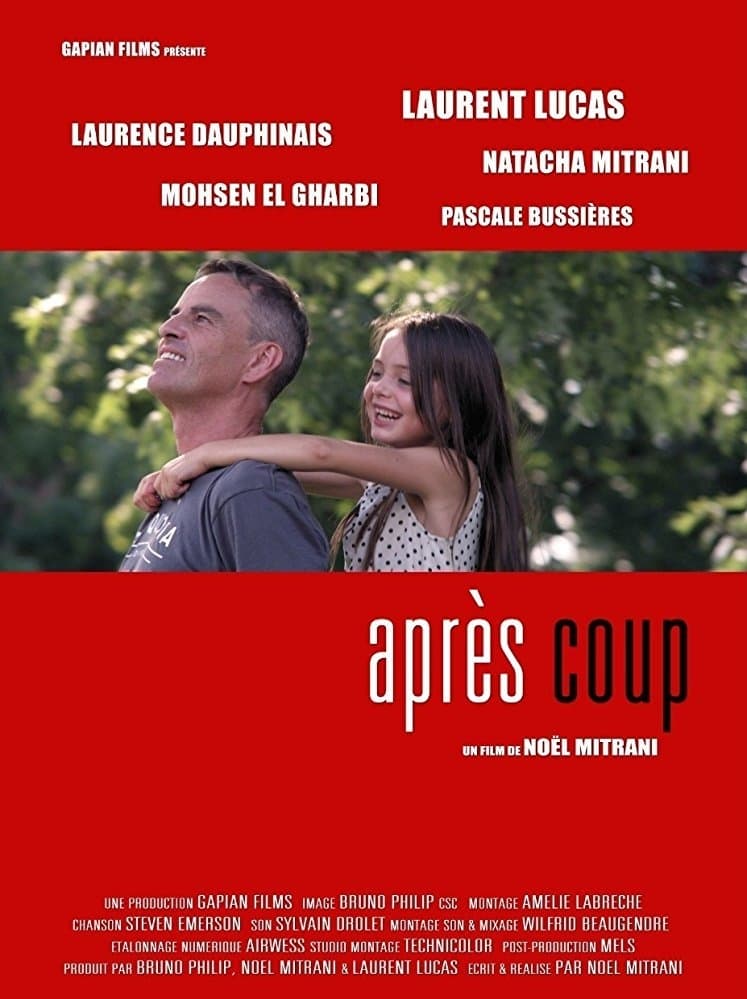 GAPIAN FILMS PRÉSENTE
LAURENT LUCAS
LAURENCE DAUPHINAIS
NATACHA MITRANI
MOHSEN EL GHARBI
PASCALE BUSSIÈRES
après coup
UN FILM DE NOËL MITRANI
UNE PRODUCTION GAPIAN FILMS IMAGE BRUNO PHILIP CSC MONTAGE AMELIE LABRECHE
CHANSON STEVEN EMERSON SON SYLVAIN DROLET MONTAGE SON & MIXAGE WILFRID BEAUGENDRE
ETALONNAGE NUMERIQUE AIRWESS STUDIO MONTAGE TECHNICOLOR POST-PRODUCTION MELS
PRODUIT PAR BRUNO PHILIP, NOEL MITRANI & LAURENT LUCAS ECRIT & REALISE PAR NOEL MITRANI